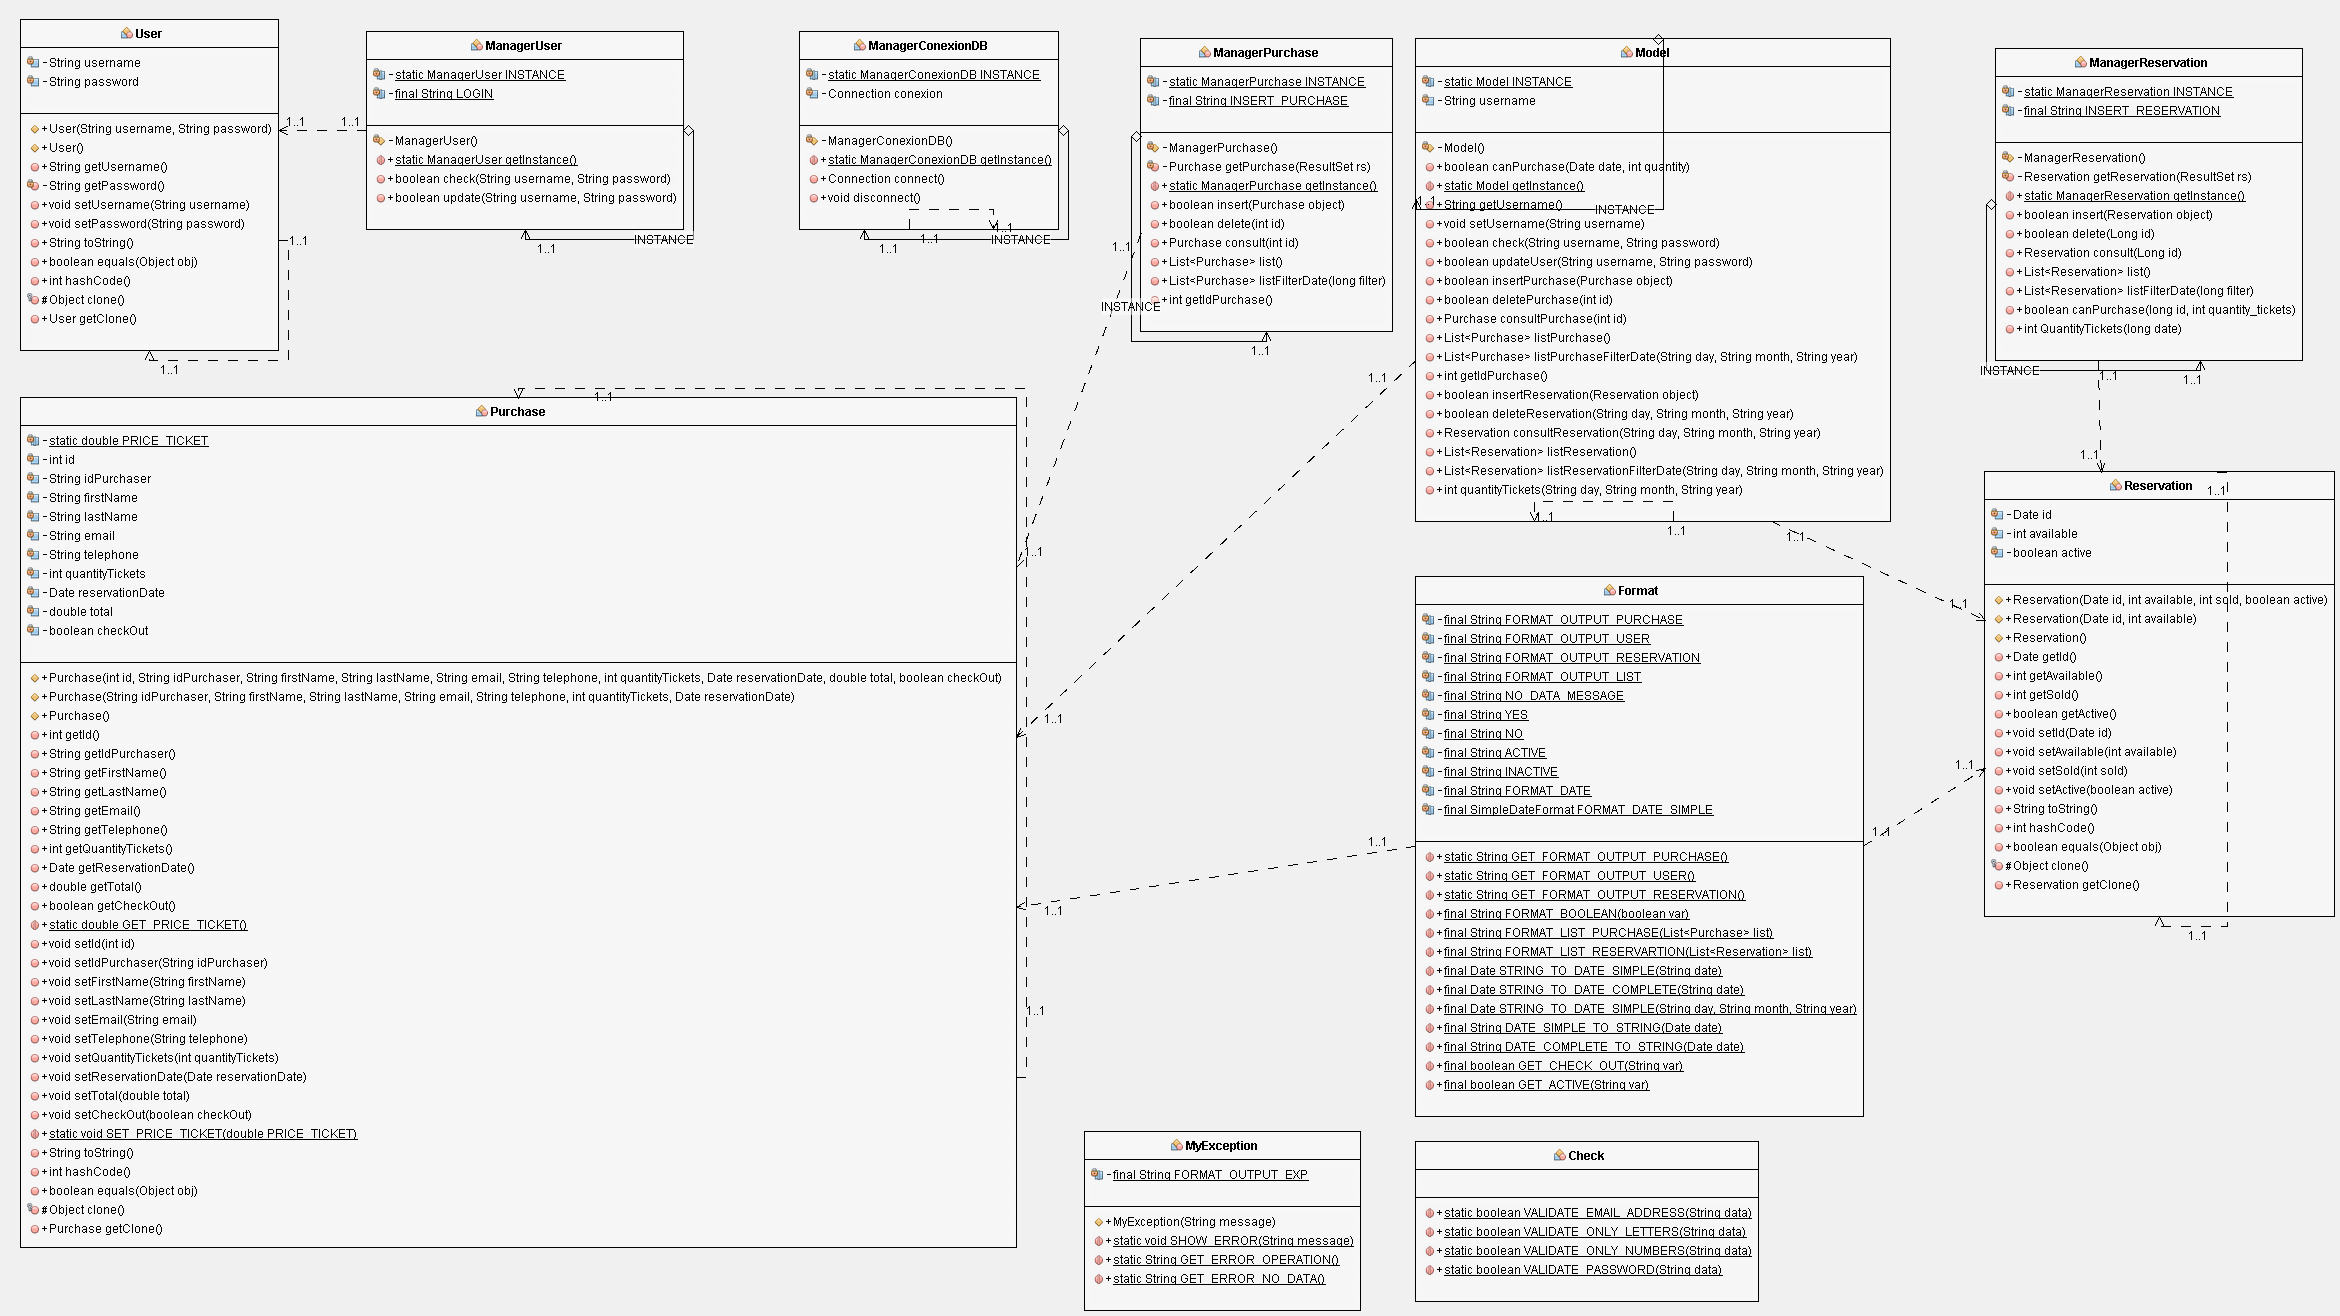 User
- String username
- String password
+ User(String username, String password)
+ User()
+ String getUsername()
- String getPassword()
+ void setUsername(String username)
+ void setPassword(String password)
+ String toString()
+ boolean equals(Object obj)
+ int hashCode()
# Object clone()
+ User getClone()
1..1
1..1
1..1
1..1
ManagerUser
- static ManagerUser INSTANCE
- final String LOGIN
- ManagerUser()
+ static ManagerUser getInstance()
+ boolean check(String username, String password)
+ boolean update(String username, String password)
1..1
INSTANCE
ManagerConexionDB
- static ManagerConexionDB INSTANCE
- Connection conexion
- ManagerConexionDB()
+ static ManagerConexionDB getInstance()
+ Connection connect()
+ void disconnect()
1..1
1..1
1..1
INSTANCE
ManagerPurchase
- static ManagerPurchase INSTANCE
- final String INSERT_PURCHASE
- ManagerPurchase()
- Purchase getPurchase(ResultSet rs)
+ static ManagerPurchase getInstance()
+ boolean insert(Purchase object)
+ boolean delete(int id)
+ Purchase consult(int id)
+ List<Purchase> list()
+ List<Purchase> listFilterDate(long filter)
+ int getIdPurchase()
1..1
INSTANCE
1..1
Model
- static Model INSTANCE
- String username
- Model()
+ boolean canPurchase(Date date, int quantity)
+ static Model getInstance()
+ String getUsername()
+ void setUsername(String username)
+ boolean check(String username, String password)
+ boolean updateUser(String username, String password)
+ boolean insertPurchase(Purchase object)
+ boolean deletePurchase(int id)
+ Purchase consultPurchase(int id)
+ List<Purchase> listPurchase()
+ List<Purchase> listPurchaseFilterDate(String day, String month, String year)
+ int getIdPurchase()
+ boolean insertReservation(Reservation object)
+ boolean deleteReservation(String day, String month, String year)
+ Reservation consultReservation(String day, String month, String year)
+ List<Reservation> listReservation()
+ List<Reservation> listReservationFilterDate(String day, String month, String year)
+ int quantityTickets(String day, String month, String year)
1..1
INSTANCE
1..1
1..1
1..1
1..1
1..1
ManagerReservation
- static ManagerReservation INSTANCE
- final String INSERT_RESERVATION
- ManagerReservation()
- Reservation getReservation(ResultSet rs)
+ static ManagerReservation getInstance()
+ boolean insert(Reservation object)
+ boolean delete(Long id)
+ Reservation consult(Long id)
+ List<Reservation> list()
+ List<Reservation> listFilterDate(long filter)
+ boolean canPurchase(long id, int quantity_tickets)
+ int QuantityTickets(long date)
INSTANCE
1..1
1..1
1..1
Purchase
- static double PRICE_TICKET
- int id
- String idPurchaser
- String firstName
- String lastName
- String email
- String telephone
- int quantityTickets
- Date reservationDate
- double total
- boolean checkOut
+ Purchase(int id, String idPurchaser, String firstName, String lastName, String email, String telephone, int quantityTickets, Date reservationDate, double total, boolean checkOut)
+ Purchase(String idPurchaser, String firstName, String lastName, String email, String telephone, int quantityTickets, Date reservationDate)
+ Purchase()
+ int getId()
+ String getIdPurchaser()
+ String getFirstName()
+ String getLastName()
+ String getEmail()
+ String getTelephone()
+ int getQuantityTickets()
+ Date getReservationDate()
+ double getTotal()
+ boolean getCheckOut()
+ static double GET_PRICE_TICKET()
+ void setId(int id)
+ void setIdPurchaser(String idPurchaser)
+ void setFirstName(String firstName)
+ void setLastName(String lastName)
+ void setEmail(String email)
+ void setTelephone(String telephone)
+ void setQuantityTickets(int quantityTickets)
+ void setReservationDate(Date reservationDate)
+ void setTotal(double total)
+ void setCheckOut(boolean checkOut)
+ static void SET_PRICE_TICKET(double PRICE_TICKET)
+ String toString()
+ int hashCode()
+ boolean equals(Object obj)
# Object clone()
+ Purchase getClone()
1..1
1..1
1..1
1..1
1..1
Format
- final String FORMAT_OUTPUT_PURCHASE
- final String FORMAT_OUTPUT_USER
- final String FORMAT_OUTPUT_RESERVATION
- final String FORMAT_OUTPUT_LIST
- final String NO_DATA_MESSAGE
- final String YES
- final String NO
- final String ACTIVE
- final String INACTIVE
- final String FORMAT_DATE
- final SimpleDateFormat FORMAT_DATE_SIMPLE
+ static String GET_FORMAT_OUTPUT_PURCHASE()
+ static String GET_FORMAT_OUTPUT_USER()
+ static String GET_FORMAT_OUTPUT_RESERVATION()
+ final String FORMAT_BOOLEAN(boolean var)
+ final String FORMAT_LIST_PURCHASE(List<Purchase> list)
+ final String FORMAT_LIST_RESERVARTION(List<Reservation> list)
+ final Date STRING_TO_DATE_SIMPLE(String date)
+ final Date STRING_TO_DATE_COMPLETE(String date)
+ final Date STRING_TO_DATE_SIMPLE(String day, String month, String year)
+ final String DATE_SIMPLE_TO_STRING(Date date)
+ final String DATE_COMPLETE_TO_STRING(Date date)
+ final boolean GET_CHECK_OUT(String var)
+ final boolean GET_ACTIVE(String var)
1..1
1..1
1..1
Reservation
- Date id
- int available
- boolean active
+ Reservation(Date id, int available, int sold, boolean active)
+ Reservation(Date id, int available)
+ Reservation()
+ Date getId()
+ int getAvailable()
+ int getSold()
+ boolean getActive()
+ void setId(Date id)
+ void setAvailable(int available)
+ void setSold(int sold)
+ void setActive(boolean active)
+ String toString()
+ int hashCode()
+ boolean equals(Object obj)
# Object clone()
+ Reservation getClone()
1..1
1..1
MyException
- final String FORMAT_OUTPUT_EXP
+ MyException(String message)
+ static void SHOW_ERROR(String message)
+ static String GET_ERROR_OPERATION()
+ static String GET_ERROR_NO_DATA()
Check
+ static boolean VALIDATE_EMAIL_ADDRESS(String data)
+ static boolean VALIDATE_ONLY_LETTERS(String data)
+ static boolean VALIDATE_ONLY_NUMBERS(String data)
+ static boolean VALIDATE_PASSWORD(String data)